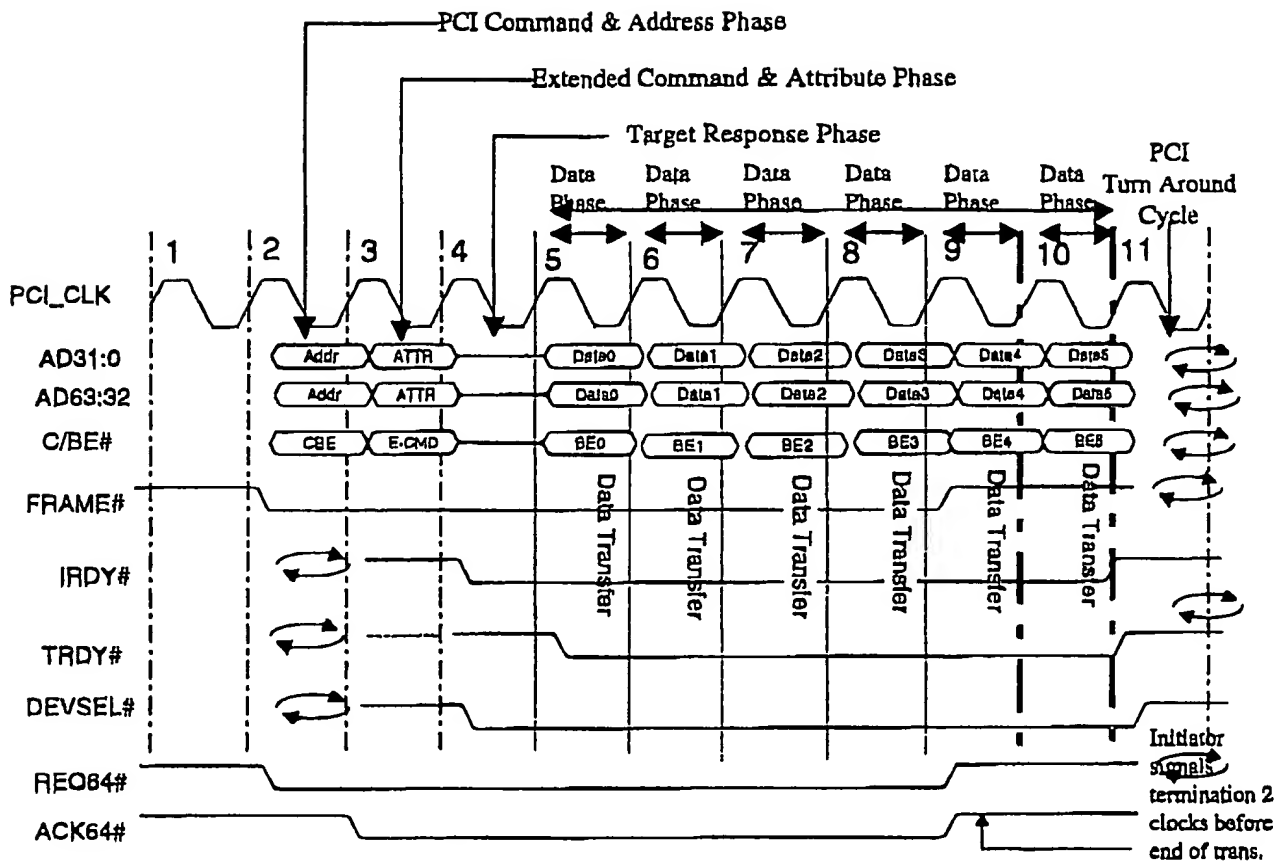 PCI Command & Address Phase
Extended Command & Attribute Phase
Target Response Phase
PCI
Turn Around
Cycle
Data Data Data Data Data Data
Phase Phase Phase Phase Phase Phase
1 2 3 4 5 6 7 8 9 10 11
PCI_CLK
AD31:0 Addr ATTR Data0 Data1 Data2 Data3 Data4 Data5
AD63:32 Addr ATTR Data0 Data1 Data2 Data3 Data4 Data5
C/BE# CBE E-CMD BE0 BE1 BE2 BE3 BE4 BE5
FRAME#
Data Transfer
Data Transfer
Data Transfer
Data Transfer
Data Transfer
Data Transfer
IRDY#
TRDY#
DEVSEL#
REQ64#
ACK64#
Initiator
signals
termination 2
clocks before
end of trans.